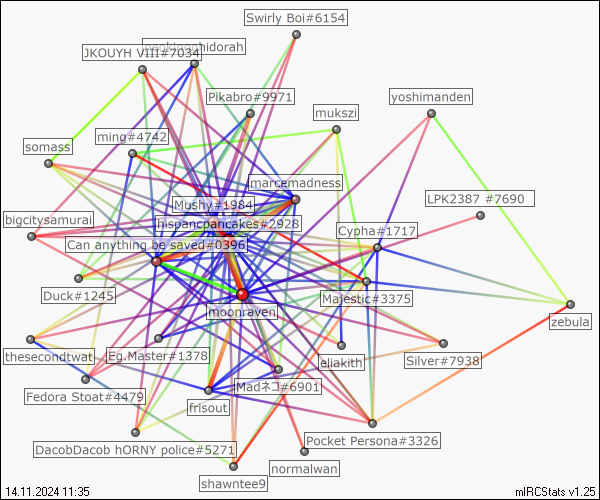 Swirly Boi#6154
JKOUYH VIII#7034
hidorah
Pikabro#9971
yoshimanden
mukszi
ming#4742
somass
marcemadness
LPK2387 #7690
Mushy#1984
bigcitysamurai
hispancpancakes#2928
Cypha#1717
Can anything be saved#0396
Duck#1245
Majestic#3375
moonraven
zebula
thesecondtwat
Eg.Master#1378
eliakith
Silver#7938
Madネコ#6901
Fedora Stoat#4479
frisout
Pocket Persona#3326
DacobDacob hORNY police#5271
normalwan
shawntee9
14.11.2024 11:35
mIRCStats v1.25